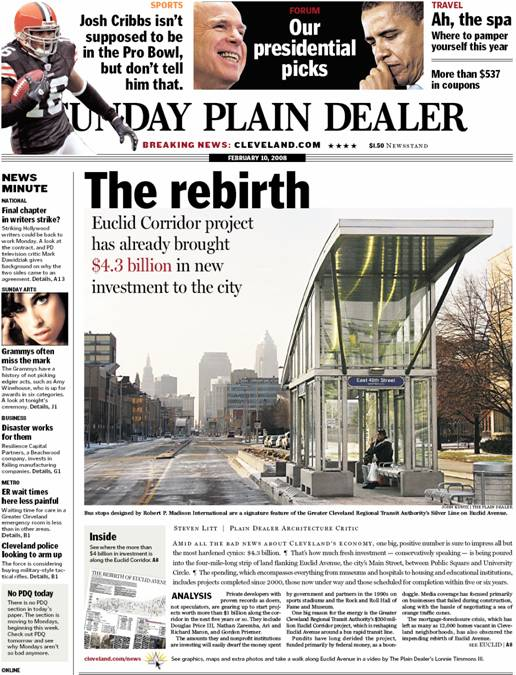 SPORTS
Josh Cribbs isn't
supposed to be
in the Pro Bowl,
but don't tell
him that.
FORUM
Our
presidential
picks
TRAVEL
Ah, the spa
Where to pamper
yourself this year
More than $537
in coupons
SUNDAY PLAIN DEALER
BREAKING NEWS: CLEVELAND.COM ★★★★ $1.50 NEWSSTAND
FEBRUARY 10, 2008
NEWS
MINUTE
NATIONAL
Final chapter
in writers strike?
Striking Hollywood
writers could be back to
work Monday. A look at
the contract, and PD
television critic Mark
Dawidziak gives
background on why the
two sides came to an
agreement. Details, A13
SUNDAY ARTS
Grammys often
miss the mark
The Grammys have a
history of not picking
edgier acts, such as Amy
Winehouse, who is up for
awards in six categories.
A look at tonight's
ceremony. Details, J1
BUSINESS
Disaster works
for them
Resilience Capital
Partners, a Beachwood
company, invests in
failing manufacturing
companies. Details, G1
METRO
ER wait times
here less painful
Waiting time for care in a
Greater Cleveland
emergency room is less
than in other areas.
Details, B1
Cleveland police
looking to arm up
The force is considering
buying military-style tac-
tical rifles. Details, B1
No PDQ today
There is no PDQ
section in today's
paper. The section
is moving to Mondays,
beginning this week.
Check out PDQ
tomorrow and see
why Mondays aren't
so bad anymore.
ONLINE
The rebirth
Euclid Corridor project
has already brought
$4.3 billion in new
investment to the city
East 40th Street
JOHN KUNTZ | THE PLAIN DEALER
Bus stops designed by Robert P. Madison International are a signature feature of the Greater Cleveland Regional Transit Authority's Silver Line on Euclid Avenue.
Inside
See where the more than
$4 billion in investment is
along the Euclid Corridor. A8
THE REBIRTH OF EUCLID AVENUE
STEVEN LITT | PLAIN DEALER ARCHITECTURE CRITIC
AMID ALL THE BAD NEWS ABOUT CLEVELAND'S ECONOMY, one big, positive number is sure to impress all but
the most hardened cynics: $4.3 billion. ¶ That's how much fresh investment — conservatively speaking — is being poured
into the four-mile-long strip of land flanking Euclid Avenue, the city's Main Street, between Public Square and University
Circle. ¶ The spending, which encompasses everything from museums and hospitals to housing and educational institutions,
includes projects completed since 2000, those now under way and those scheduled for completion within five or six years.
ANALYSIS
Private developers with
proven records as doers,
not speculators, are gearing up to start proj-
ects worth more than $1 billion along the cor-
ridor in the next five years or so. They include
Douglas Price III, Nathan Zaremba, Ari and
Richard Maron, and Gordon Priemer.
The amounts they and nonprofit institutions
are investing will easily dwarf the money spent
by government and partners in the 1990s on
sports stadiums and the Rock and Roll Hall of
Fame and Museum.
One big reason for the energy is the Greater
Cleveland Regional Transit Authority's $200 mil-
lion Euclid Corridor project, which is reshaping
Euclid Avenue around a bus rapid transit line.
Pundits have long derided the project,
funded primarily by federal money, as a boon-
doggle. Media coverage has focused primarily
on businesses that failed during construction,
along with the hassle of negotiating a sea of
orange traffic cones.
The mortgage-foreclosure crisis, which has
left as many as 12,000 homes vacant in Cleve-
land neighborhoods, has also obscured the
impending rebirth of Euclid Avenue.
SEE EUCLID | A8
cleveland.com/news
See graphics, maps and extra photos and take a walk along Euclid Avenue in a video by The Plain Dealer's Lonnie Timmons III.